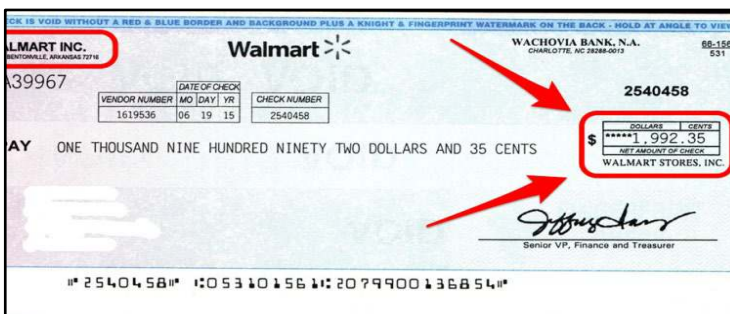 CK IS VOID WITHOUT A RED & BLUE BORDER AND BACKGROUND PLUS A KNIGHT & FINGERPRINT WATERMARK ON THE BACK - HOLD AT ANGLE TO VIEW
ALMART INC.
BENTONVILLE, ARKANSAS 72716
Walmart
WACHOVIA BANK, N.A.
CHARLOTTE, NC 28288-0013
66-156
531
A39967
2540458
VENDOR NUMBER
DATE OF CHECK
MO DAY YR
CHECK NUMBER
1619536
06 19 15
2540458
AY ONE THOUSAND NINE HUNDRED NINETY TWO DOLLARS AND 35 CENTS
DOLLARS CENTS
$ *****1,992.35
NET AMOUNT OF CHECK
WALMART STORES, INC.
Senior VP, Finance and Treasurer
⑈2540458⑈ ⑆053101561⑆2079900136854⑈